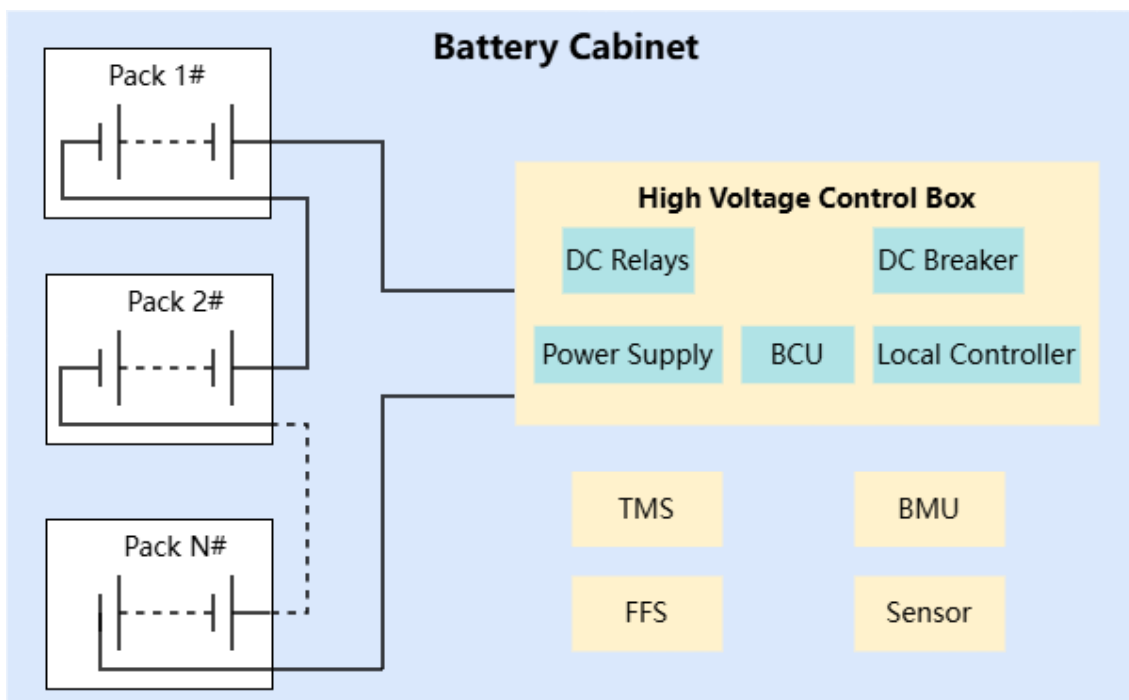 Battery Cabinet
Pack 1#
High Voltage Control Box
DC Relays
DC Breaker
Pack 2#
Power Supply
BCU
Local Controller
TMS
BMU
Pack N#
FFS
Sensor